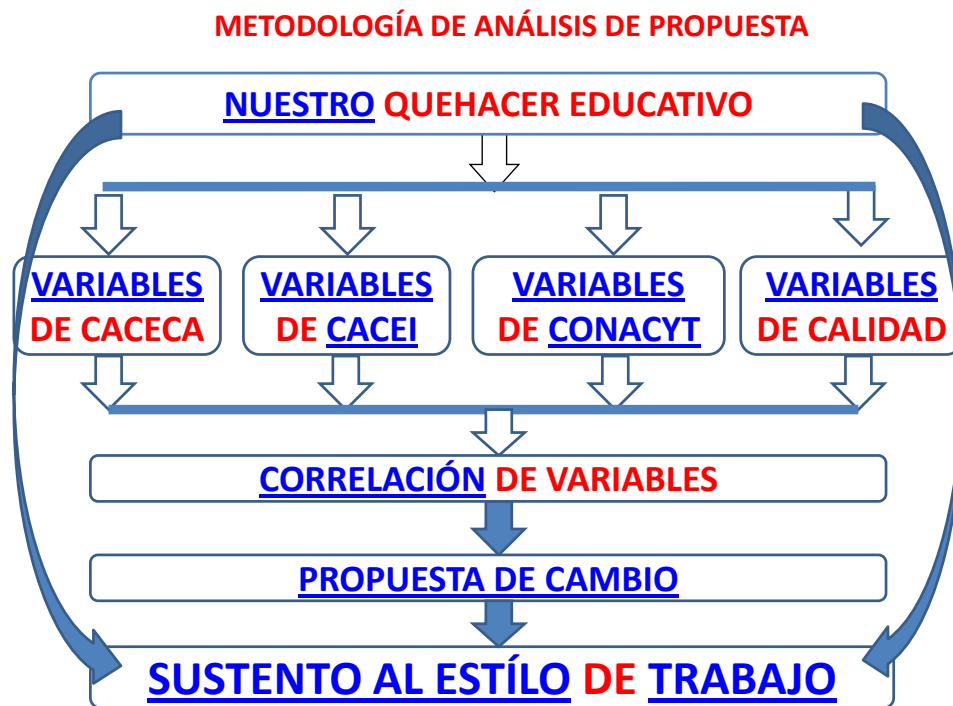 METODOLOGÍA DE ANÁLISIS DE PROPUESTA
NUESTRO QUEHACER EDUCATIVO
VARIABLES
DE CACECA
VARIABLES
DE CACEI
VARIABLES
DE CONACYT
VARIABLES
DE CALIDAD
CORRELACIÓN DE VARIABLES
PROPUESTA DE CAMBIO
SUSTENTO AL ESTÍLO DE TRABAJO